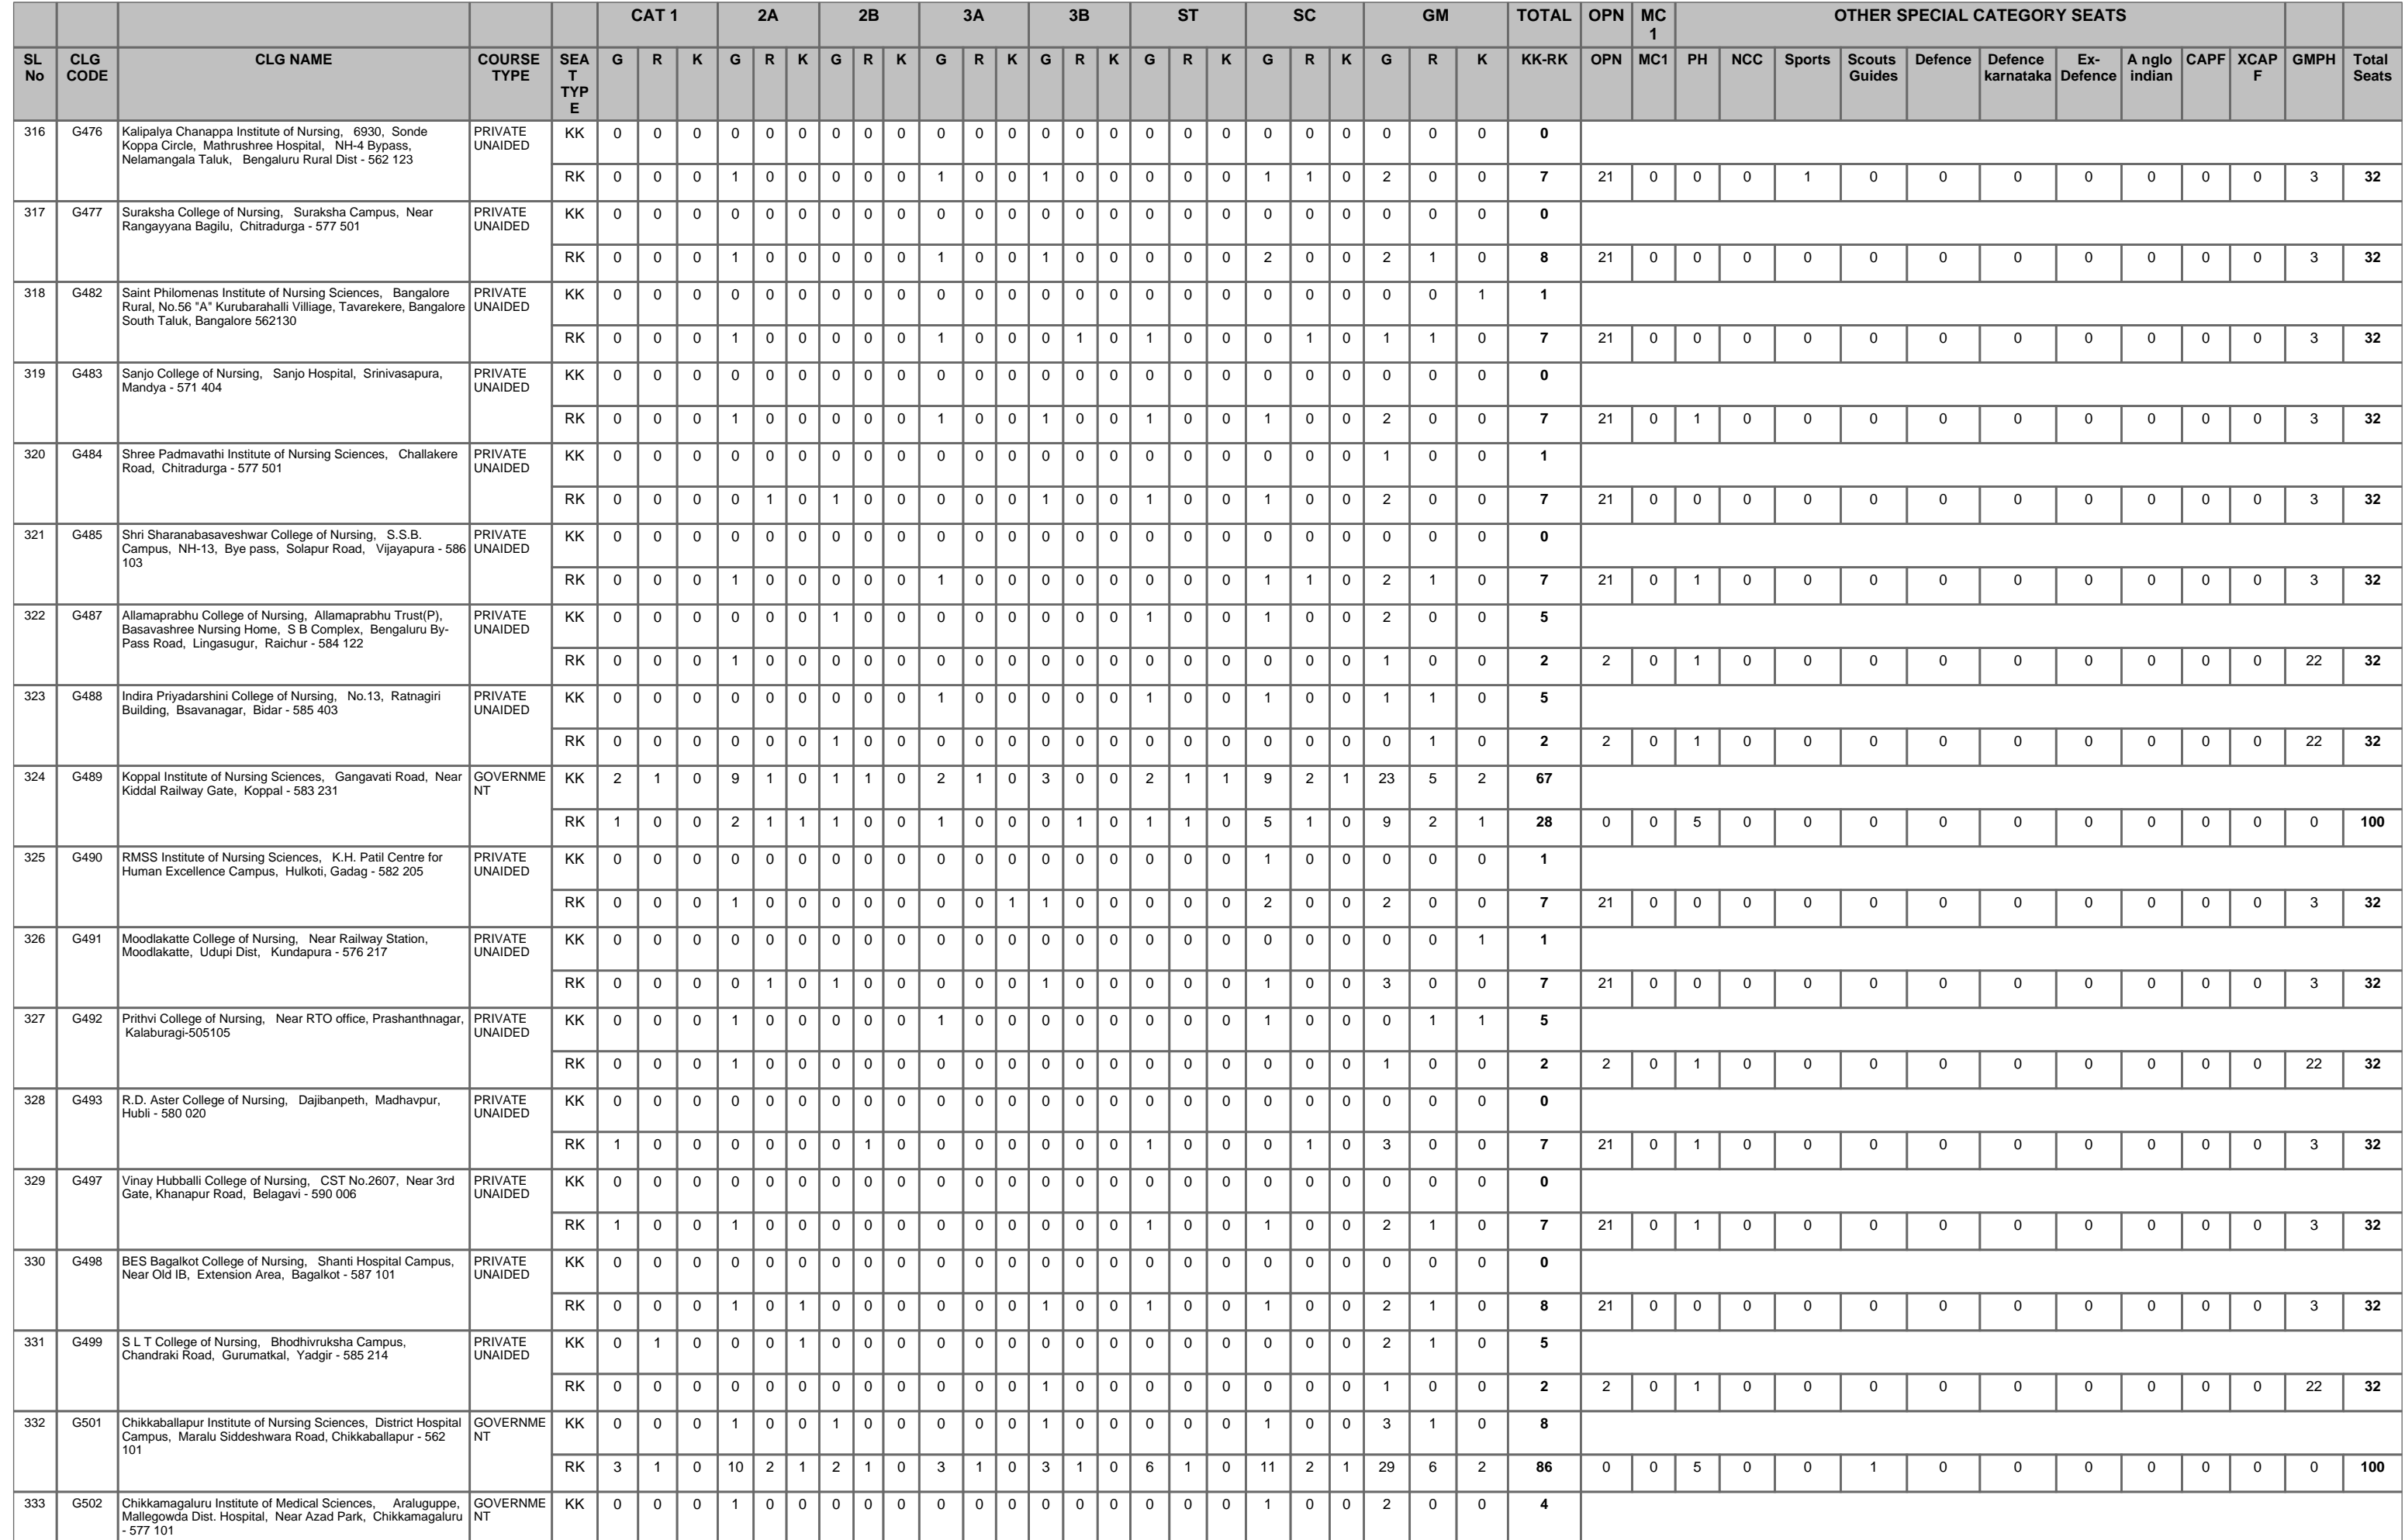 CAT 1 2A 2B 3A 3B ST SC GM TOTAL OPN MC 1 OTHER SPECIAL CATEGORY SEATS
SL No CLG CODE CLG NAME COURSE TYPE SEA T TYP E G R K G R K G R K G R K G R K G R K G R K G R K KK-RK OPN MC1 PH NCC Sports Scouts Guides Defence Defence karnataka Ex-Defence A nglo indian CAPF XCAP F GMPH Total Seats
316 G476 Kalipalya Chanappa Institute of Nursing, 6930, Sonde PRIVATE KK 0 0 0 0 0 0 0 0 0 0 0 0 0 0 0 0 0 0 0 0 0 0 0 0 0
Koppa Circle, Mathrushree Hospital, NH-4 Bypass, UNAIDED
Nelamangala Taluk, Bengaluru Rural Dist - 562 123
RK 0 0 0 1 0 0 0 0 0 1 0 0 1 0 0 0 0 0 1 1 0 2 0 0 7 21 0 0 0 1 0 0 0 0 0 0 0 3 32
317 G477 Suraksha College of Nursing, Suraksha Campus, Near PRIVATE KK 0 0 0 0 0 0 0 0 0 0 0 0 0 0 0 0 0 0 0 0 0 0 0 0 0
Rangayyana Bagilu, Chitradurga - 577 501 UNAIDED
RK 0 0 0 1 0 0 0 0 0 1 0 0 1 0 0 0 0 0 2 0 0 2 1 0 8 21 0 0 0 0 0 0 0 0 0 0 0 3 32
318 G482 Saint Philomenas Institute of Nursing Sciences, Bangalore PRIVATE KK 0 0 0 0 0 0 0 0 0 0 0 0 0 0 0 0 0 0 0 0 0 0 0 1 1
Rural, No.56 "A" Kurubarahalli Villiage, Tavarekere, Bangalore UNAIDED
South Taluk, Bangalore 562130
RK 0 0 0 1 0 0 0 0 0 1 0 0 0 1 0 1 0 0 0 1 0 1 1 0 7 21 0 0 0 0 0 0 0 0 0 0 0 3 32
319 G483 Sanjo College of Nursing, Sanjo Hospital, Srinivasapura, PRIVATE KK 0 0 0 0 0 0 0 0 0 0 0 0 0 0 0 0 0 0 0 0 0 0 0 0 0
Mandya - 571 404 UNAIDED
RK 0 0 0 1 0 0 0 0 0 1 0 0 1 0 0 1 0 0 1 0 0 2 0 0 7 21 0 1 0 0 0 0 0 0 0 0 0 3 32
320 G484 Shree Padmavathi Institute of Nursing Sciences, Challakere PRIVATE KK 0 0 0 0 0 0 0 0 0 0 0 0 0 0 0 0 0 0 0 0 0 1 0 0 1
Road, Chitradurga - 577 501 UNAIDED
RK 0 0 0 0 1 0 1 0 0 0 0 0 1 0 0 1 0 0 1 0 0 2 0 0 7 21 0 0 0 0 0 0 0 0 0 0 0 3 32
321 G485 Shri Sharanabasaveshwar College of Nursing, S.S.B. PRIVATE KK 0 0 0 0 0 0 0 0 0 0 0 0 0 0 0 0 0 0 0 0 0 0 0 0 0
Campus, NH-13, Bye pass, Solapur Road, Vijayapura - 586 UNAIDED
103
RK 0 0 0 1 0 0 0 0 0 1 0 0 0 0 0 0 0 0 1 1 0 2 1 0 7 21 0 1 0 0 0 0 0 0 0 0 0 3 32
322 G487 Allamaprabhu College of Nursing, Allamaprabhu Trust(P), PRIVATE KK 0 0 0 0 0 0 1 0 0 0 0 0 0 0 0 1 0 0 1 0 0 2 0 0 5
Basavashree Nursing Home, S B Complex, Bengaluru By- UNAIDED
Pass Road, Lingasugur, Raichur - 584 122
RK 0 0 0 1 0 0 0 0 0 0 0 0 0 0 0 0 0 0 0 0 0 1 0 0 2 2 0 1 0 0 0 0 0 0 0 0 0 22 32
323 G488 Indira Priyadarshini College of Nursing, No.13, Ratnagiri PRIVATE KK 0 0 0 0 0 0 0 0 0 1 0 0 0 0 0 1 0 0 1 0 0 1 1 0 5
Building, Bsavanagar, Bidar - 585 403 UNAIDED
RK 0 0 0 0 0 0 1 0 0 0 0 0 0 0 0 0 0 0 0 0 0 0 1 0 2 2 0 1 0 0 0 0 0 0 0 0 0 22 32
324 G489 Koppal Institute of Nursing Sciences, Gangavati Road, Near GOVERNME KK 2 1 0 9 1 0 1 1 0 2 1 0 3 0 0 2 1 1 9 2 1 23 5 2 67
Kiddal Railway Gate, Koppal - 583 231 NT
RK 1 0 0 2 1 1 1 0 0 1 0 0 0 1 0 1 1 0 5 1 0 9 2 1 28 0 0 5 0 0 0 0 0 0 0 0 0 0 100
325 G490 RMSS Institute of Nursing Sciences, K.H. Patil Centre for PRIVATE KK 0 0 0 0 0 0 0 0 0 0 0 0 0 0 0 0 0 0 1 0 0 0 0 0 1
Human Excellence Campus, Hulkoti, Gadag - 582 205 UNAIDED
RK 0 0 0 1 0 0 0 0 0 0 0 1 1 0 0 0 0 0 2 0 0 2 0 0 7 21 0 0 0 0 0 0 0 0 0 0 0 3 32
326 G491 Moodlakatte College of Nursing, Near Railway Station, PRIVATE KK 0 0 0 0 0 0 0 0 0 0 0 0 0 0 0 0 0 0 0 0 0 0 0 1 1
Moodlakatte, Udupi Dist, Kundapura - 576 217 UNAIDED
RK 0 0 0 0 1 0 1 0 0 0 0 0 1 0 0 0 0 0 1 0 0 3 0 0 7 21 0 0 0 0 0 0 0 0 0 0 0 3 32
327 G492 Prithvi College of Nursing, Near RTO office, Prashanthnagar, PRIVATE KK 0 0 0 1 0 0 0 0 0 1 0 0 0 0 0 0 0 0 1 0 0 0 1 1 5
Kalaburagi-505105 UNAIDED
RK 0 0 0 1 0 0 0 0 0 0 0 0 0 0 0 0 0 0 0 0 0 1 0 0 2 2 0 1 0 0 0 0 0 0 0 0 0 22 32
328 G493 R.D. Aster College of Nursing, Dajibanpeth, Madhavpur, PRIVATE KK 0 0 0 0 0 0 0 0 0 0 0 0 0 0 0 0 0 0 0 0 0 0 0 0 0
Hubli - 580 020 UNAIDED
RK 1 0 0 0 0 0 0 1 0 0 0 0 0 0 0 1 0 0 0 1 0 3 0 0 7 21 0 1 0 0 0 0 0 0 0 0 0 3 32
329 G497 Vinay Hubballi College of Nursing, CST No.2607, Near 3rd PRIVATE KK 0 0 0 0 0 0 0 0 0 0 0 0 0 0 0 0 0 0 0 0 0 0 0 0 0
Gate, Khanapur Road, Belagavi - 590 006 UNAIDED
RK 1 0 0 1 0 0 0 0 0 0 0 0 0 0 0 1 0 0 1 0 0 2 1 0 7 21 0 1 0 0 0 0 0 0 0 0 0 3 32
330 G498 BES Bagalkot College of Nursing, Shanti Hospital Campus, PRIVATE KK 0 0 0 0 0 0 0 0 0 0 0 0 0 0 0 0 0 0 0 0 0 0 0 0 0
Near Old IB, Extension Area, Bagalkot - 587 101 UNAIDED
RK 0 0 0 1 0 1 0 0 0 0 0 0 1 0 0 1 0 0 1 0 0 2 1 0 8 21 0 0 0 0 0 0 0 0 0 0 0 3 32
331 G499 S L T College of Nursing, Bhodhivruksha Campus, PRIVATE KK 0 1 0 0 0 1 0 0 0 0 0 0 0 0 0 0 0 0 0 0 0 2 1 0 5
Chandraki Road, Gurumatkal, Yadgir - 585 214 UNAIDED
RK 0 0 0 0 0 0 0 0 0 0 0 0 1 0 0 0 0 0 0 0 0 1 0 0 2 2 0 1 0 0 0 0 0 0 0 0 0 22 32
332 G501 Chikkaballapur Institute of Nursing Sciences, District Hospital GOVERNME KK 0 0 0 1 0 0 1 0 0 0 0 0 1 0 0 0 0 0 1 0 0 3 1 0 8
Campus, Maralu Siddeshwara Road, Chikkaballapur - 562 NT
101
RK 3 1 0 10 2 1 2 1 0 3 1 0 3 1 0 6 1 0 11 2 1 29 6 2 86 0 0 5 0 0 1 0 0 0 0 0 0 0 100
333 G502 Chikkamagaluru Institute of Medical Sciences, Araluguppe, GOVERNME KK 0 0 0 1 0 0 0 0 0 0 0 0 0 0 0 0 0 0 1 0 0 2 0 0 4
Mallegowda Dist. Hospital, Near Azad Park, Chikkamagaluru NT
- 577 101